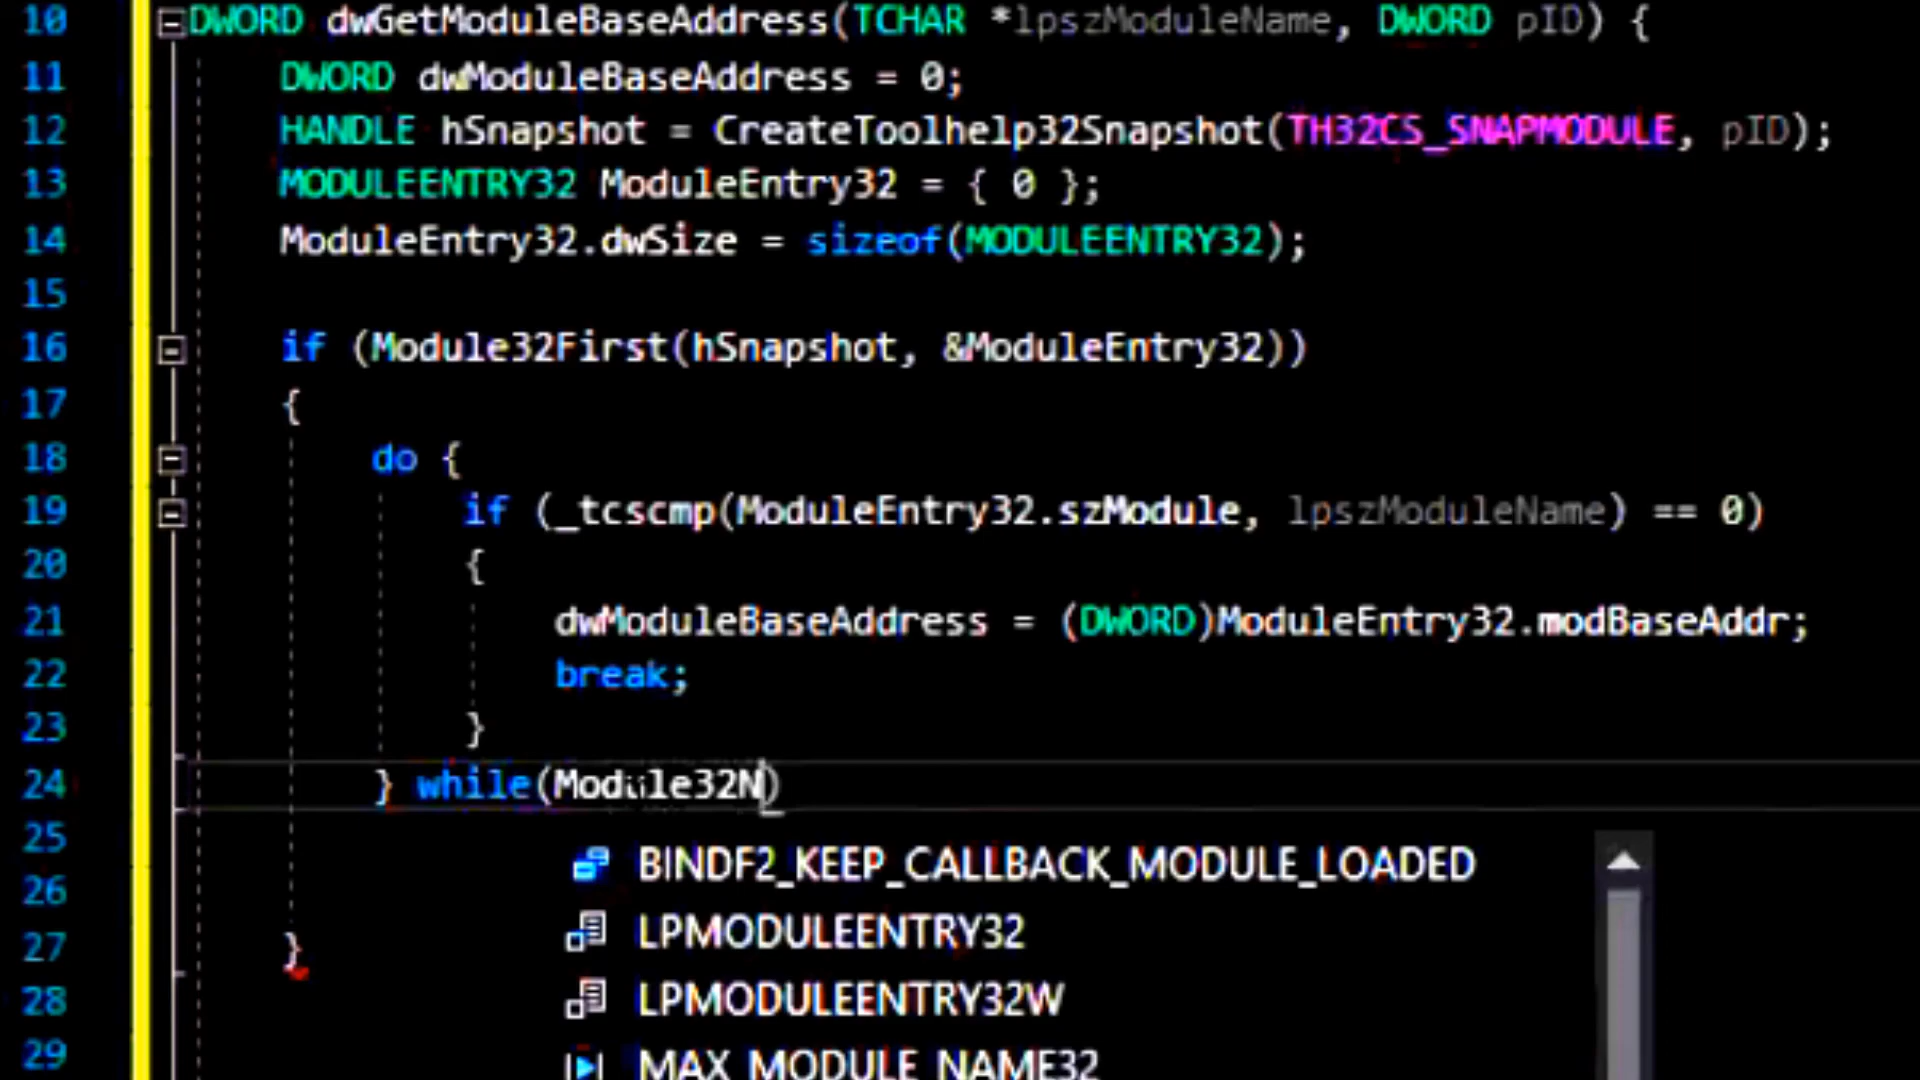 10 DWORD dwGetModuleBaseAddress(TCHAR *lpszModuleName, DWORD pID) {
11 DWORD dwModuleBaseAddress = 0;
12 HANDLE hSnapshot = CreateToolhelp32Snapshot(TH32CS_SNAPMODULE, pID);
13 MODULEENTRY32 ModuleEntry32 = { 0 };
14 ModuleEntry32.dwSize = sizeof(MODULEENTRY32);
15
16 if (Module32First(hSnapshot, &ModuleEntry32))
17 {
18 do {
19 if (_tcscmp(ModuleEntry32.szModule, lpszModuleName) == 0)
20 {
21 dwModuleBaseAddress = (DWORD)ModuleEntry32.modBaseAddr;
22 break;
23 }
24 } while(Module32N)
25 BINDF2_KEEP_CALLBACK_MODULE_LOADED
26 LPMODULEENTRY32
27 }
28 LPMODULEENTRY32W
29 MAX_MODULE_NAME32